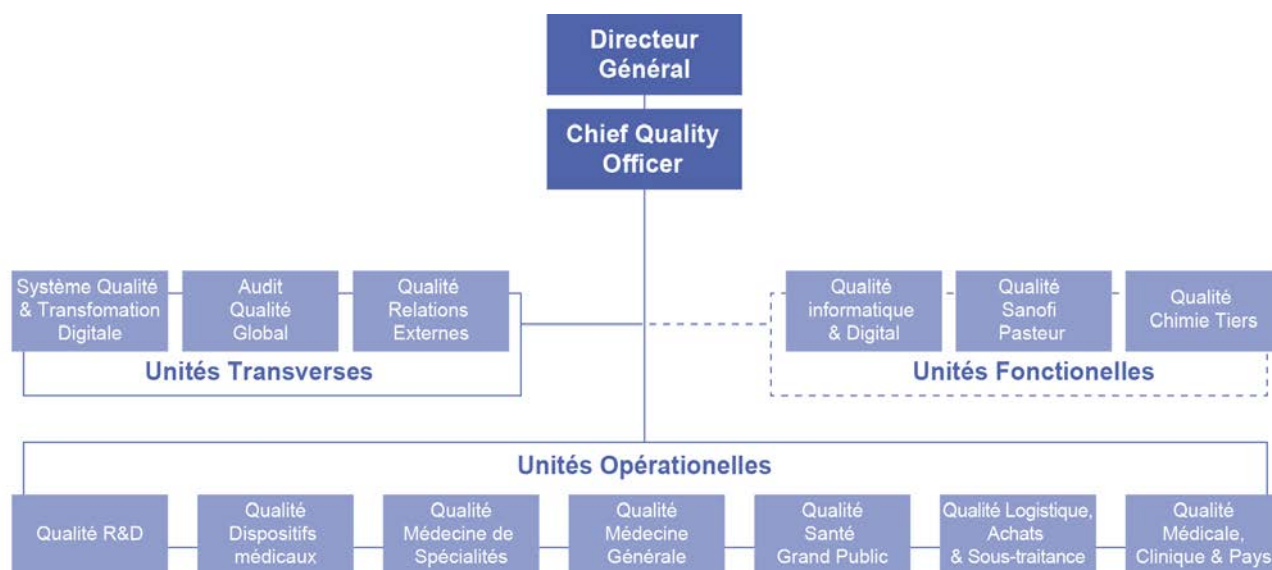 Directeur
Général
Chief Quality
Officer
Système Qualité
& Transfomation
Digitale
Audit
Qualité
Global
Qualité
Relations
Externes
Unités Transverses
Qualité
informatique
& Digital
Qualité
Sanofi
Pasteur
Qualité
Chimie Tiers
Unités Fonctionelles
Unités Opérationelles
Qualité R&D
Qualité
Dispositifs
médicaux
Qualité
Médecine de
Spécialités
Qualité
Médecine
Générale
Qualité
Santé
Grand Public
Qualité Logistique,
Achats
& Sous-traitance
Qualité
Médicale,
Clinique & Pays